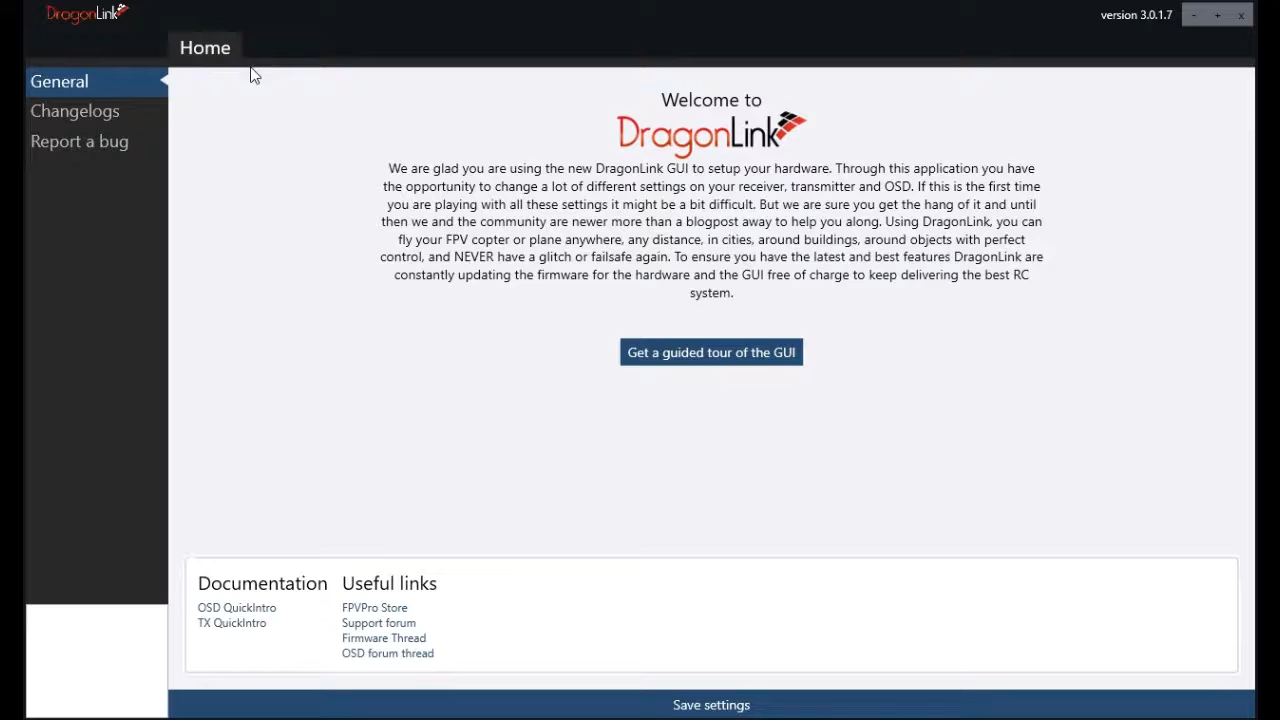 DragonLink
version 3.0.1.7
- + x
Home
General
Changelogs
Report a bug
Welcome to
DragonLink
We are glad you are using the new DragonLink GUI to setup your hardware. Through this application you have
the opportunity to change a lot of different settings on your receiver, transmitter and OSD. If this is the first time
you are playing with all these settings it might be a bit difficult. But we are sure you get the hang of it and until
then we and the community are newer more than a blogpost away to help you along. Using DragonLink, you can
fly your FPV copter or plane anywhere, any distance, in cities, around buildings, around objects with perfect
control, and NEVER have a glitch or failsafe again. To ensure you have the latest and best features DragonLink are
constantly updating the firmware for the hardware and the GUI free of charge to keep delivering the best RC
system.
Get a guided tour of the GUI
Documentation
OSD QuickIntro
TX QuickIntro
Useful links
FPVPro Store
Support forum
Firmware Thread
OSD forum thread
Save settings